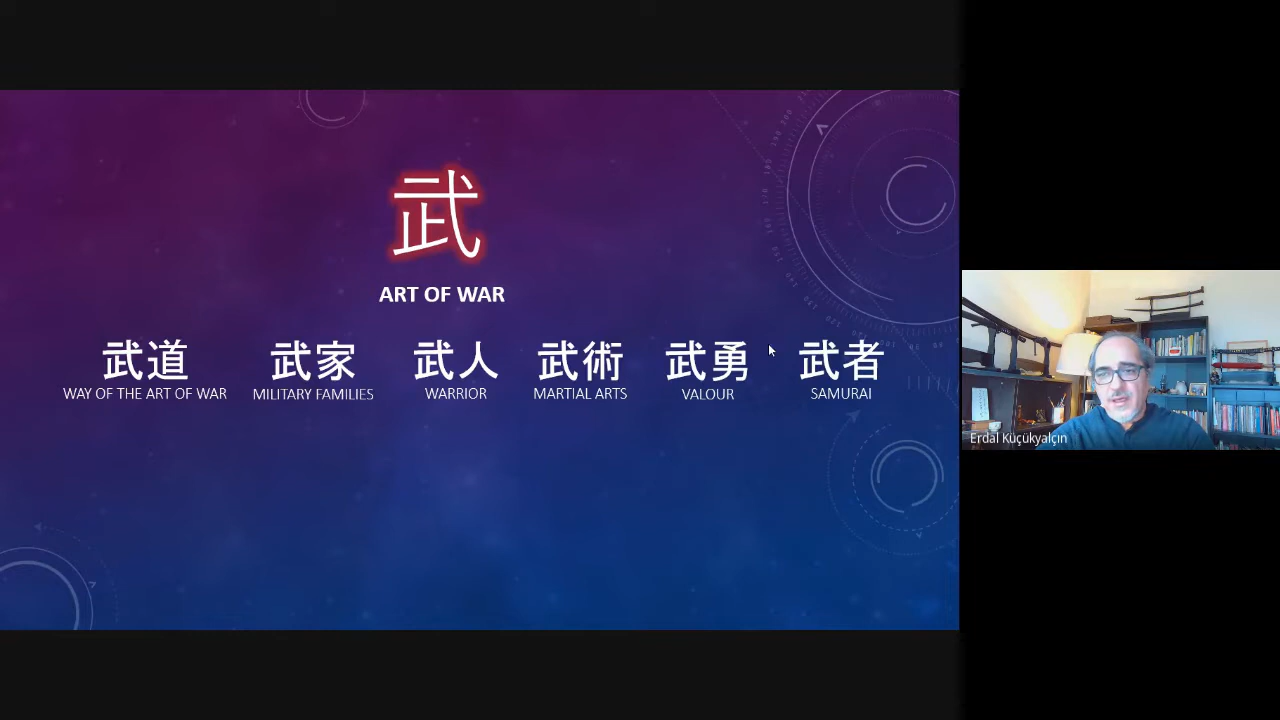 武
ART OF WAR
武道 武家 武人 武術 武勇 武者
WAY OF THE ART OF WAR MILITARY FAMILIES WARRIOR MARTIAL ARTS VALOUR SAMURAI
Erdal Küçükyalçın